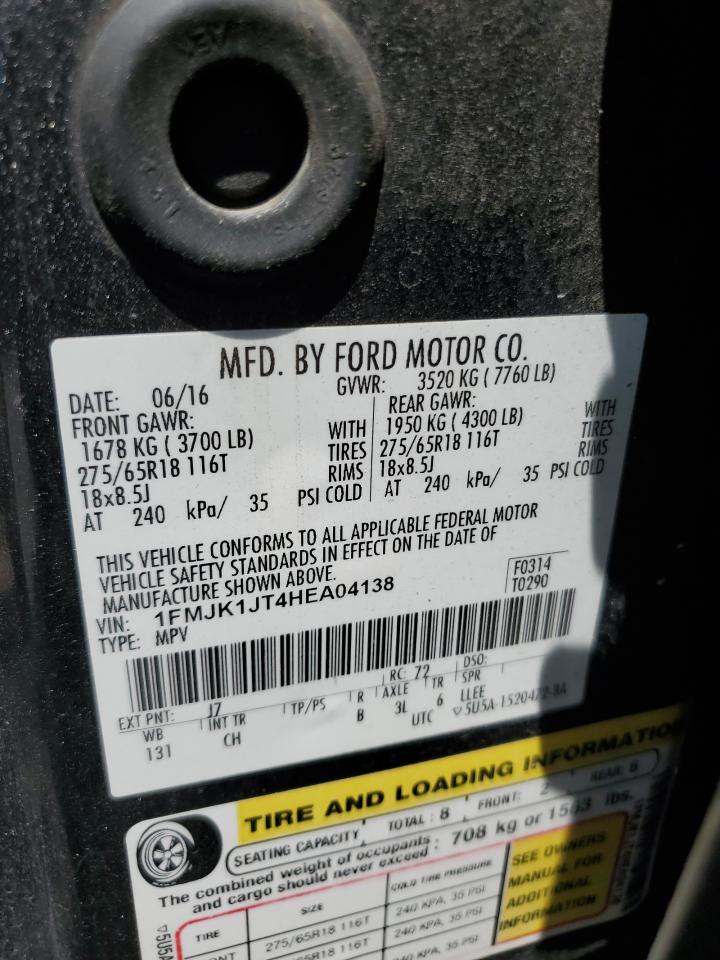 MFD. BY FORD MOTOR CO.
DATE: 06/16 GVWR: 3520 KG ( 7760 LB)
FRONT GAWR: REAR GAWR:
1678 KG ( 3700 LB) WITH 1950 KG ( 4300 LB) WITH
275/65R18 116T TIRES 275/65R18 116T TIRES
18x8.5J RIMS 18x8.5J RIMS
AT 240 kPa/ 35 PSI COLD AT 240 kPa/ 35 PSI COLD
THIS VEHICLE CONFORMS TO ALL APPLICABLE FEDERAL MOTOR
VEHICLE SAFETY STANDARDS IN EFFECT ON THE DATE OF
MANUFACTURE SHOWN ABOVE.
F0314
T0290
VIN: 1FMJK1JT4HEA04138
TYPE: MPV
EXT PNT: J7 RC: 72 DSO:
WB INT TR TP/PS R AXLE TR SPR
131 CH B 3L 6 LLEE
UTC ▽5U5A-1520472-BA
TIRE AND LOADING INFORMATION
SEATING CAPACITY TOTAL : 8 FRONT: 2 REAR: 6
The combined weight of occupants : 708 kg or 1563 lbs.
and cargo should never exceed
TIRE SIZE COLD TIRE PRESSURE
275/65R18 116T 240 KPA, 35 PSI
240 KPA, 35 PSI
SEE OWNERS
MANUAL FOR
ADDITIONAL
INFORMATION